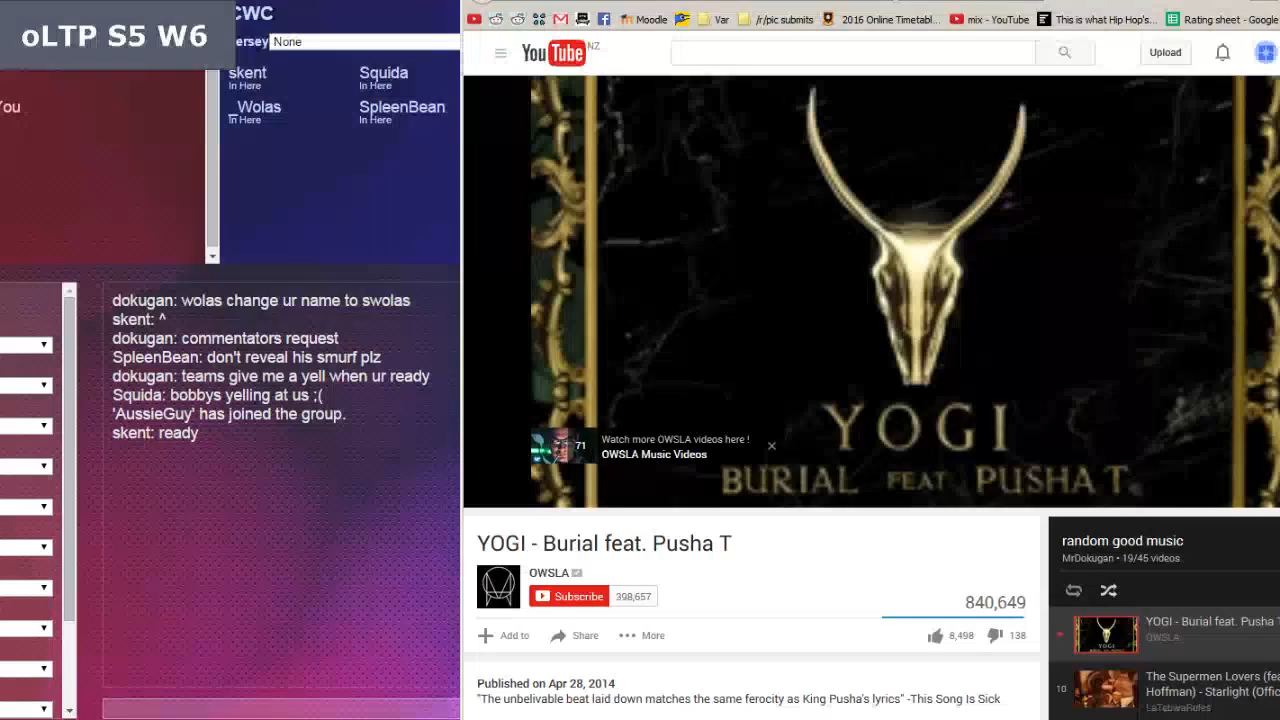 oLTP S5 W6
CWC
Jersey None
skent
In Here
Squida
In Here
_Wolas
In Here
SpleenBean
In Here
You
dokugan: wolas change ur name to swolas
skent: ^
dokugan: commentators request
SpleenBean: don't reveal his smurf plz
dokugan: teams give me a yell when ur ready
Squida: bobbys yelling at us ;(
'AussieGuy' has joined the group.
skent: ready
Moodle
Var
/r/pic submits
2016 Online Timetabl...
mix - YouTube
This is what Hip Hop's...
Rating sheet - Google
YouTube NZ
Upload
YOGI
BURIAL FEAT PUSHA T.
71
Watch more OWSLA videos here !
OWSLA Music Videos
YOGI - Burial feat. Pusha T
OWSLA
Subscribe 398,657
840,649
Add to Share More
8,498 138
Published on Apr 28, 2014
"The unbelivable beat laid down matches the same ferocity as King Pusha's lyrics" -This Song Is Sick
random good music
MrDokugan • 19/45 videos
YOGI - Burial feat. Pusha T
OWSLA
10
The Supermen Lovers (fea
Hoffman) - Starlight (Offic
LaTebwaRules